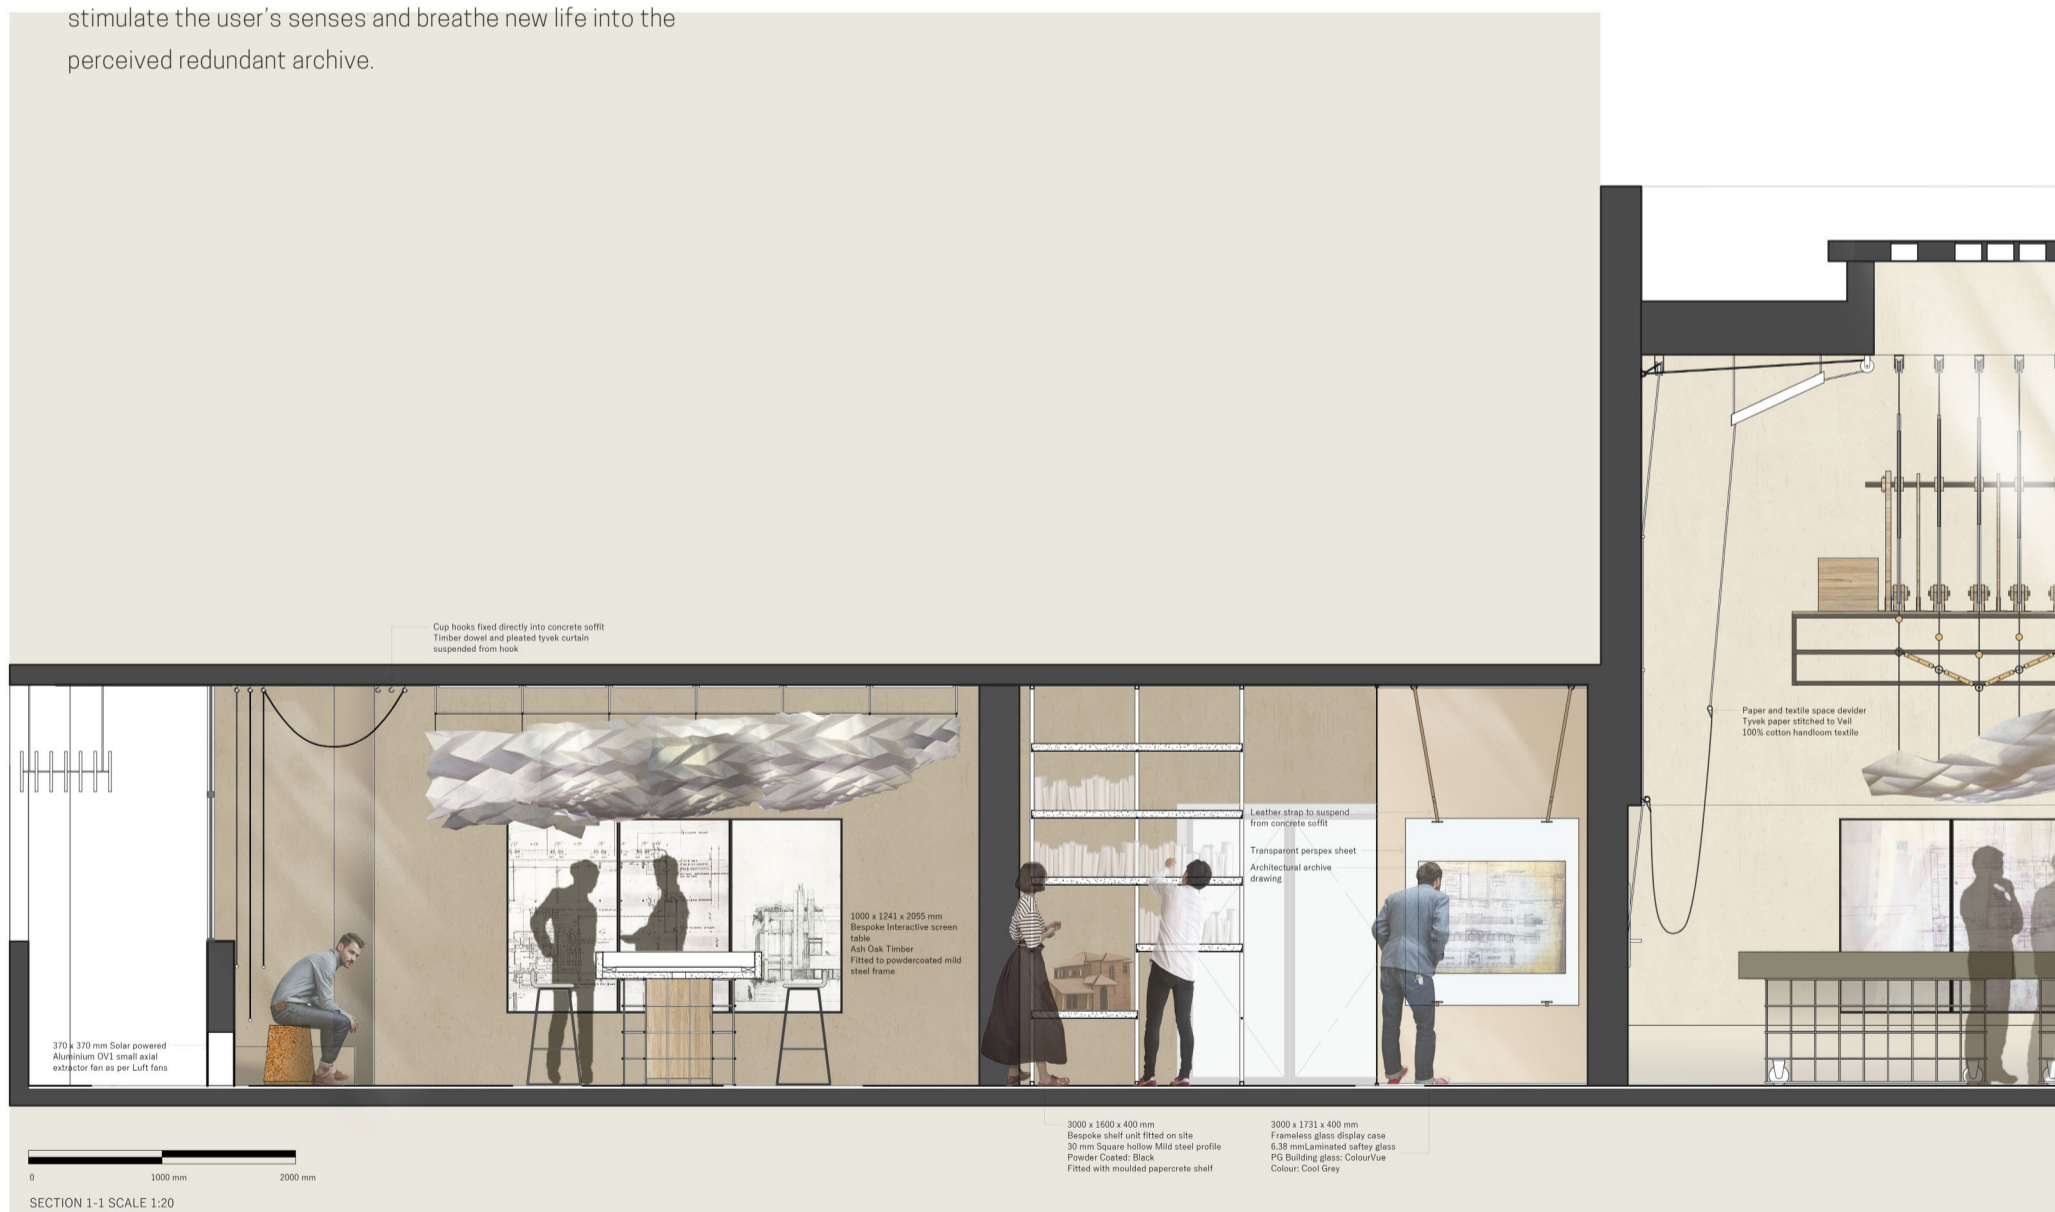 stimulate the user's senses and breathe new life into the
perceived redundant archive.
Cup hooks fixed directly into concrete soffit
Timber dowel and pleated tyvek curtain
suspended from hook
Paper and textile space devider
Tyvek paper stitched to Veil
100% cotton handloom textile
Leather strap to suspend
from concrete soffit
Transparent perspex sheet
Architectural archive
drawing
1000 x 1241 x 2055 mm
Bespoke Interactive screen
table
Ash Oak Timber
Fitted to powdercoated mild
steel frame
370 x 370 mm Solar powered
Aluminium OV1 small axial
extractor fan as per Luft fans
3000 x 1600 x 400 mm
Bespoke shelf unit fitted on site
30 mm Square hollow Mild steel profile
Powder Coated: Black
Fitted with moulded papercrete shelf
3000 x 1731 x 400 mm
Frameless glass display case
6.38 mmLaminated saftey glass
PG Building glass: ColourVue
Colour: Cool Grey
0 1000 mm 2000 mm
SECTION 1-1 SCALE 1:20